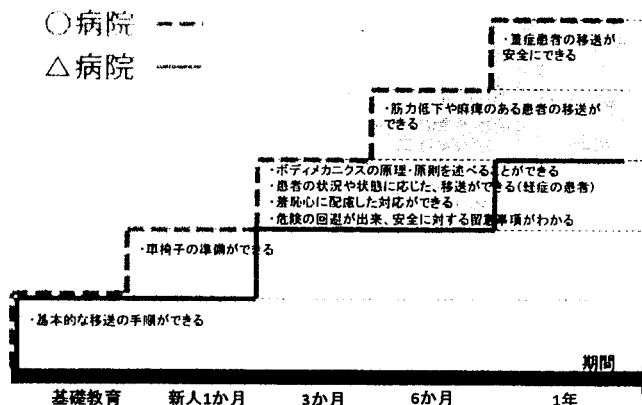 ○病院
△病院
・重症患者の移送が
安全にできる
・筋力低下や麻痺のある患者の移送が
できる
・ボディメカニクスの原理・原則を述べることができる
・患者の状況や状態に応じた、移送ができる(軽症の患者)
・羞恥心に配慮した対応ができる
・危険の回避が出来、安全に対する留意事項がわかる
・車椅子の準備ができる
・基本的な移送の手順ができる
期間
基礎教育 新人1か月 3か月 6か月 1年